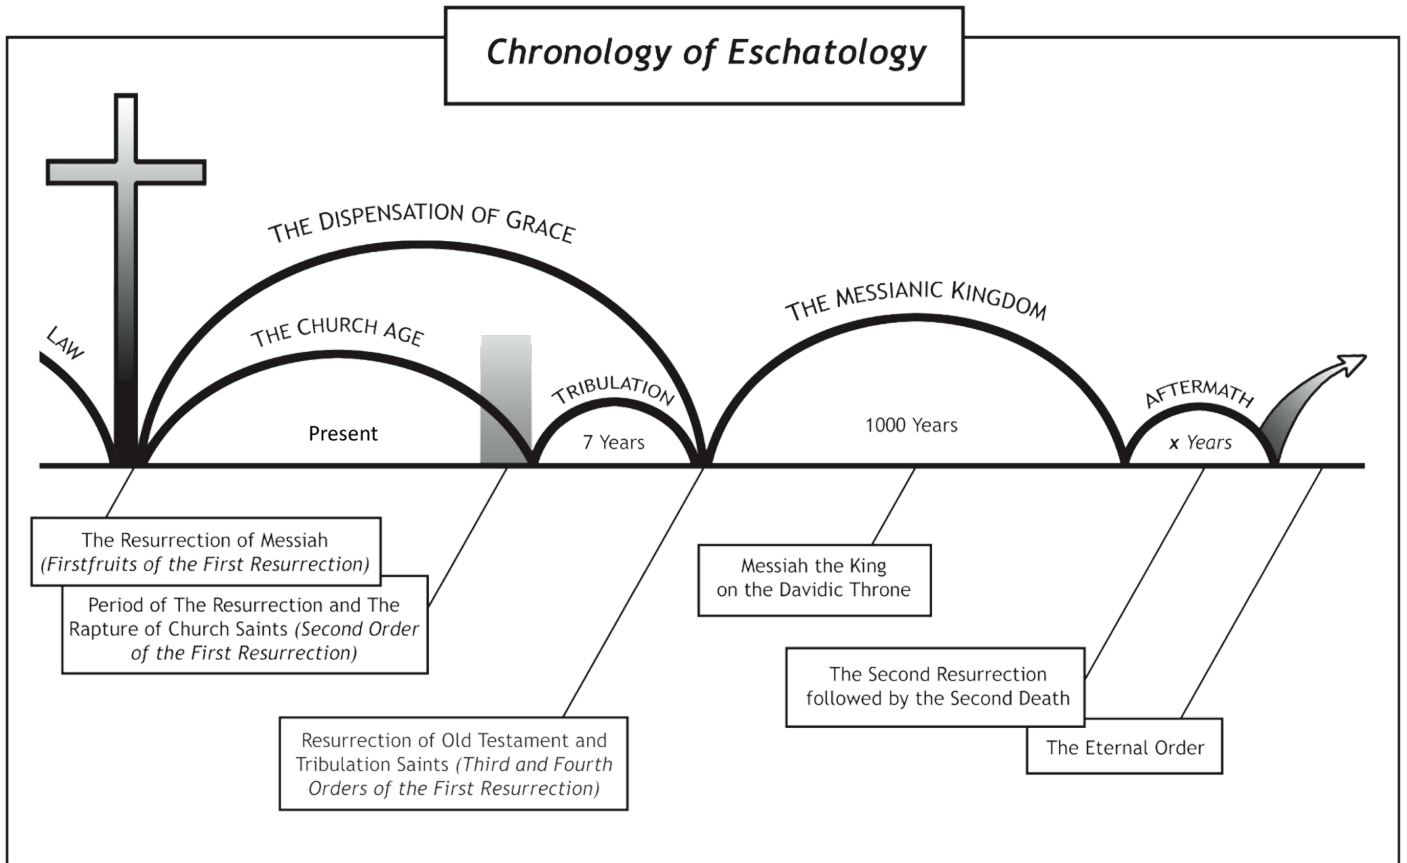 Chronology of Eschatology
THE DISPENSATION OF GRACE
THE MESSIANIC KINGDOM
LAW
THE CHURCH AGE
TRIBULATION
AFTERMATH
Present
7 Years
1000 Years
x Years
The Resurrection of Messiah
(Firstfruits of the First Resurrection)
Period of The Resurrection and The
Rapture of Church Saints (Second Order
of the First Resurrection)
Resurrection of Old Testament and
Tribulation Saints (Third and Fourth
Orders of the First Resurrection)
Messiah the King
on the Davidic Throne
The Second Resurrection
followed by the Second Death
The Eternal Order